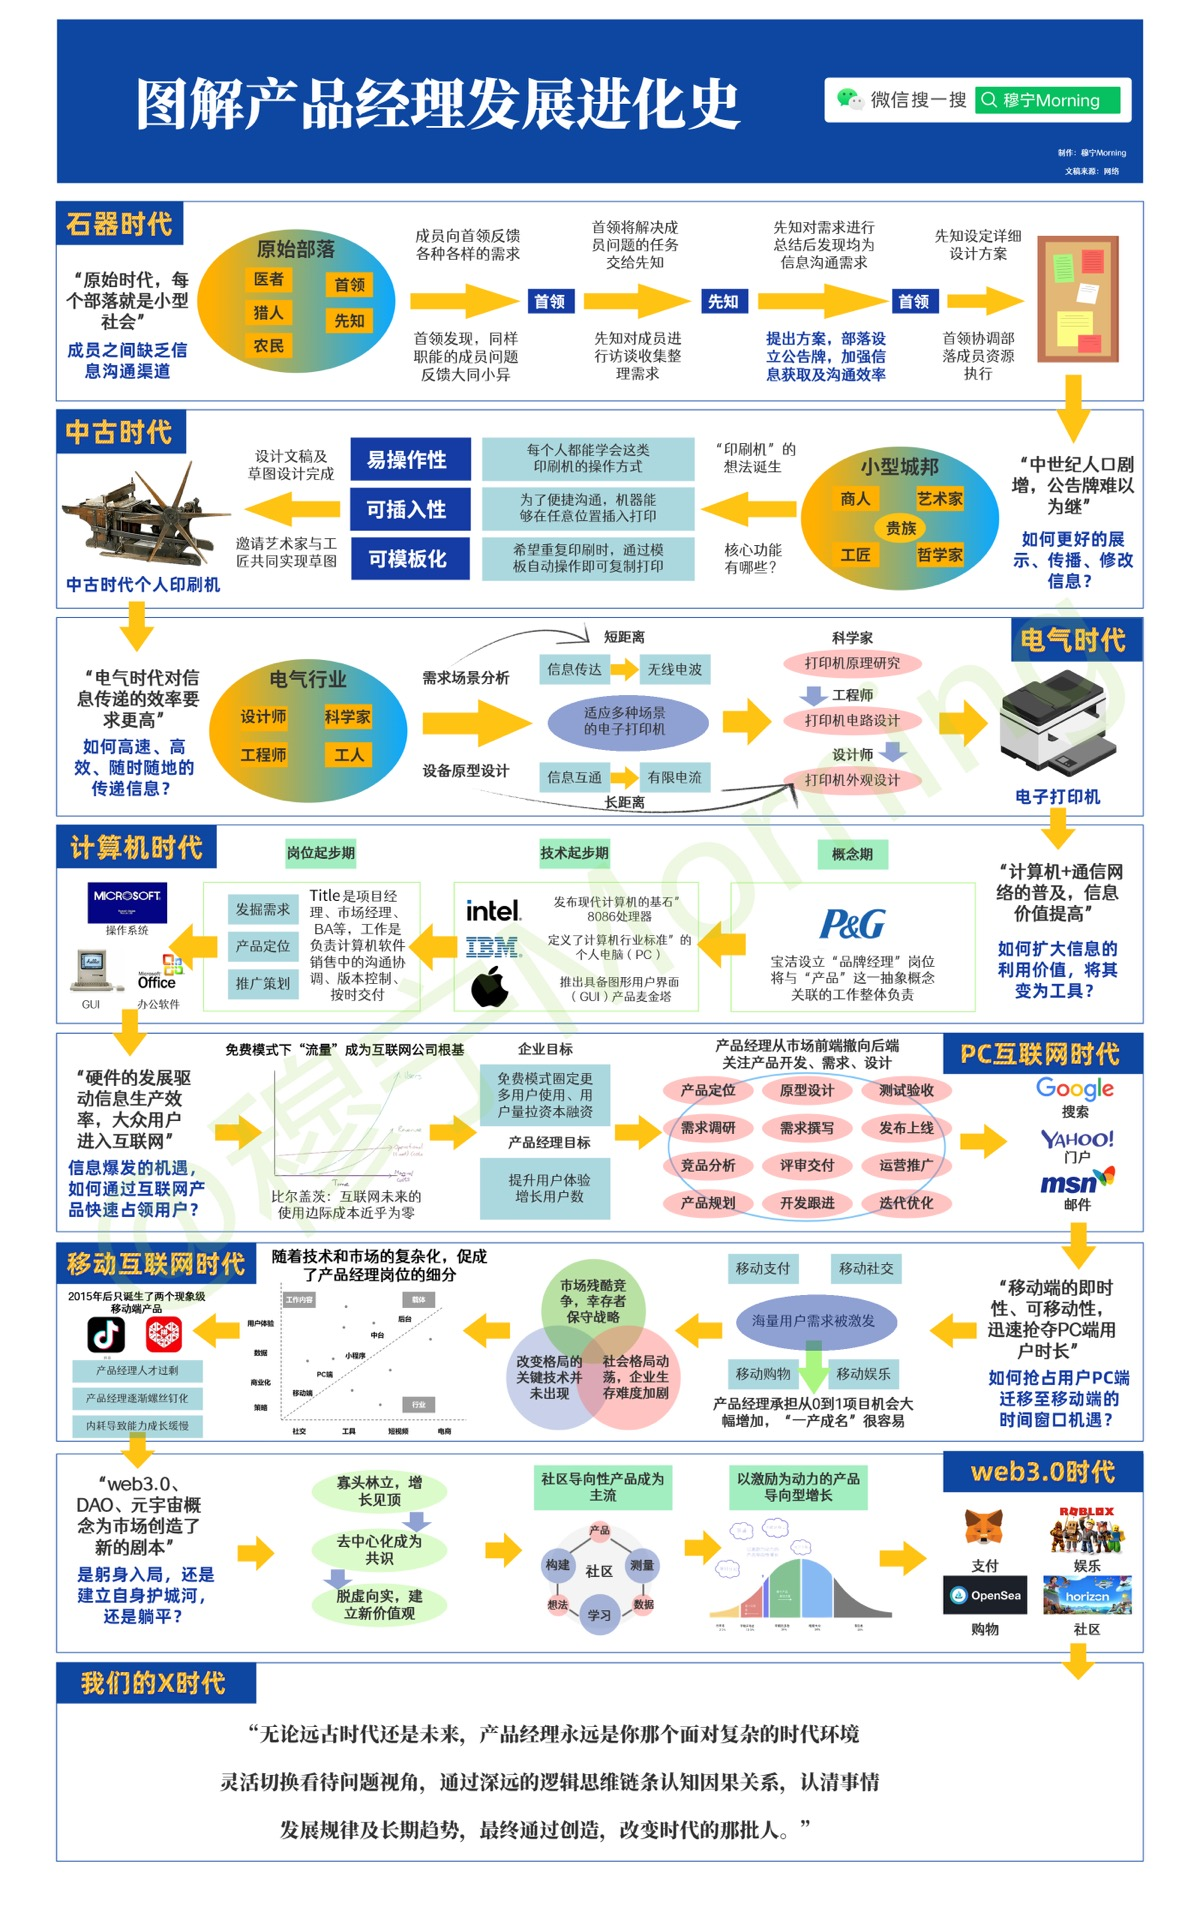 图解产品经理发展进化史
微信搜一搜
穆宁Morning
制作：穆宁Morning
文稿来源：网络
石器时代
“原始时代，每
个部落就是小型
社会”
成员之间缺乏信
息沟通渠道
原始部落
医者
首领
猎人
先知
农民
成员向首领反馈
各种各样的需求
首领发现，同样
职能的成员问题
反馈大同小异
首领
首领将解决成
员问题的任务
交给先知
先知对成员进
行访谈收集整
理需求
先知
先知对需求进行
总结后发现均为
信息沟通需求
提出方案，部落设
立公告牌，加强信
息获取及沟通效率
首领
先知设定详细
设计方案
首领协调部
落成员资源
执行
中古时代
“中世纪人口剧
增，公告牌难以
为继”
如何更好的展
示、传播、修改
信息？
小型城邦
商人
艺术家
贵族
工匠
哲学家
“印刷机”的
想法诞生
核心功能
有哪些？
易操作性
每个人都能学会这类
印刷机的操作方式
可插入性
为了便捷沟通，机器能
够在任意位置插入打印
可模板化
希望重复印刷时，通过模
板自动操作即可复制打印
设计文稿及
草图设计完成
邀请艺术家与工
匠共同实现草图
中古时代个人印刷机
电气时代
“电气时代对信
息传递的效率要
求更高”
如何高速、高
效、随时随地的
传递信息？
电气行业
设计师
科学家
工程师
工人
需求场景分析
设备原型设计
短距离
信息传达
无线电波
适应多种场景
的电子打印机
信息互通
有限电流
长距离
科学家
打印机原理研究
工程师
打印机电路设计
设计师
打印机外观设计
电子打印机
计算机时代
“计算机+通信网
络的普及，信息
价值提高”
如何扩大信息的
利用价值，将其
变为工具？
概念期
P&G
宝洁设立“品牌经理”岗位
将与“产品”这一抽象概念
关联的工作整体负责
技术起步期
intel.
发布现代计算机的基石”
8086处理器
IBM
定义了计算机行业标准”的
个人电脑（PC）
推出具备图形用户界面
（GUI）产品麦金塔
岗位起步期
发掘需求
产品定位
推广策划
Title是项目经
理、市场经理、
BA等，工作是
负责计算机软件
销售中的沟通协
调、版本控制、
按时交付
MICROSOFT
操作系统
GUI
Microsoft
Office
办公软件
PC互联网时代
“硬件的发展驱
动信息生产效
率，大众用户
进入互联网”
信息爆发的机遇，
如何通过互联网产
品快速占领用户？
免费模式下“流量”成为互联网公司根基
Time
比尔盖茨：互联网未来的
使用边际成本近乎为零
企业目标
免费模式圈定更
多用户使用、用
户量拉资本融资
产品经理目标
提升用户体验
增长用户数
产品经理从市场前端撤向后端
关注产品开发、需求、设计
产品定位
原型设计
测试验收
需求调研
需求撰写
发布上线
竞品分析
评审交付
运营推广
产品规划
开发跟进
迭代优化
Google
搜索
YAHOO!
门户
msn
邮件
移动互联网时代
“移动端的即时
性、可移动性，
迅速抢夺PC端用
户时长”
如何抢占用户PC端
迁移至移动端的
时间窗口机遇？
移动支付
移动社交
海量用户需求被激发
移动购物
移动娱乐
产品经理承担从0到1项目机会大
幅增加，“一产成名”很容易
市场残酷竞
争，幸存者
保守战略
改变格局的
关键技术并
未出现
社会格局动
荡，企业生
存难度加剧
随着技术和市场的复杂化，促成
了产品经理岗位的细分
工作内容
载体
用户体验
数据
商业化
策略
后台
中台
小程序
PC端
移动端
行业
社交
工具
短视频
电商
2015年后只诞生了两个现象级
移动端产品
产品经理人才过剩
产品经理逐渐螺丝钉化
内耗导致能力成长缓慢
web3.0时代
“web3.0、
DAO、元宇宙概
念为市场创造了
新的剧本”
是躬身入局，还是
建立自身护城河，
还是躺平？
寡头林立，增
长见顶
去中心化成为
共识
脱虚向实，建
立新价值观
社区导向性产品成为
主流
产品
构建
社区
测量
想法
数据
学习
以激励为动力的产品
导向型增长
支付
ROBLOX
娱乐
OpenSea
购物
horizon
社区
我们的X时代
“无论远古时代还是未来，产品经理永远是你那个面对复杂的时代环境
灵活切换看待问题视角，通过深远的逻辑思维链条认知因果关系，认清事情
发展规律及长期趋势，最终通过创造，改变时代的那批人。”
@穆宁Morning